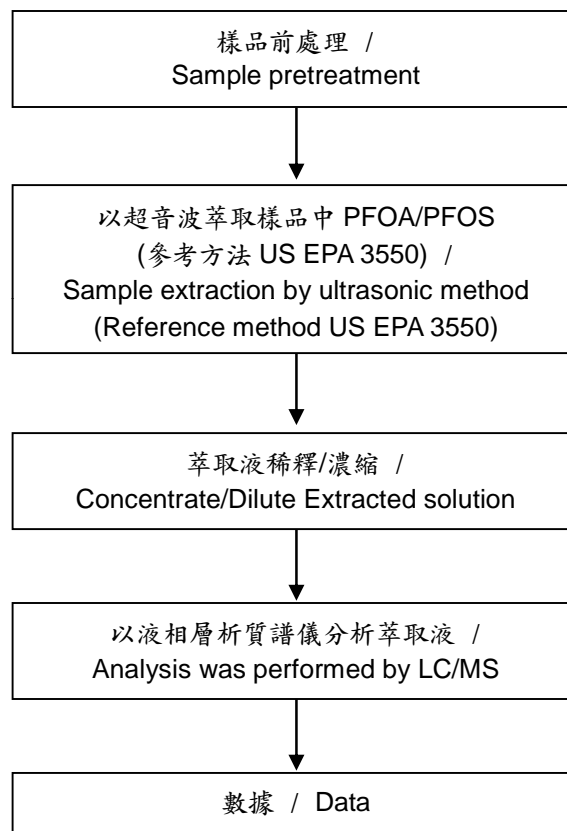 樣品前處理 /
Sample pretreatment
以超音波萃取樣品中 PFOA/PFOS
(參考方法 US EPA 3550) /
Sample extraction by ultrasonic method
(Reference method US EPA 3550)
萃取液稀釋/濃縮 /
Concentrate/Dilute Extracted solution
以液相層析質譜儀分析萃取液 /
Analysis was performed by LC/MS
數據 / Data